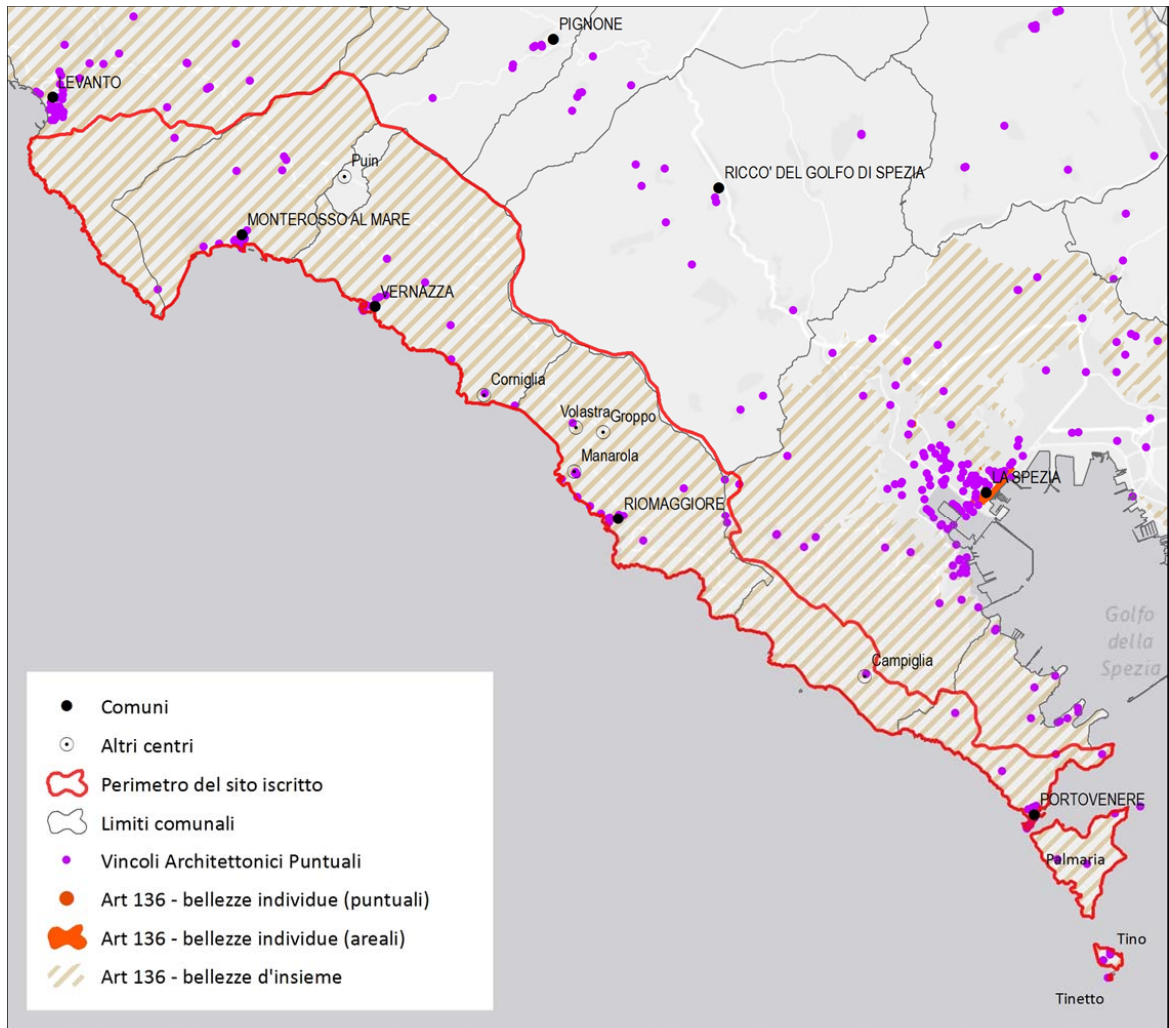 PIGNONE
LEVANTO
Puin
RICCO' DEL GOLFO DI SPEZIA
MONTEROSSO AL MARE
VERNAZZA
Corniglia
Volastra
Groppo
Manarola
LA SPEZIA
RIOMAGGIORE
Golfo
della
Spezia
Campiglia
PORTOVENERE
Palmaria
Tino
Tinetto
Comuni
Altri centri
Perimetro del sito iscritto
Limiti comunali
Vincoli Architettonici Puntuali
Art 136 - bellezze individue (puntuali)
Art 136 - bellezze individue (areali)
Art 136 - bellezze d'insieme